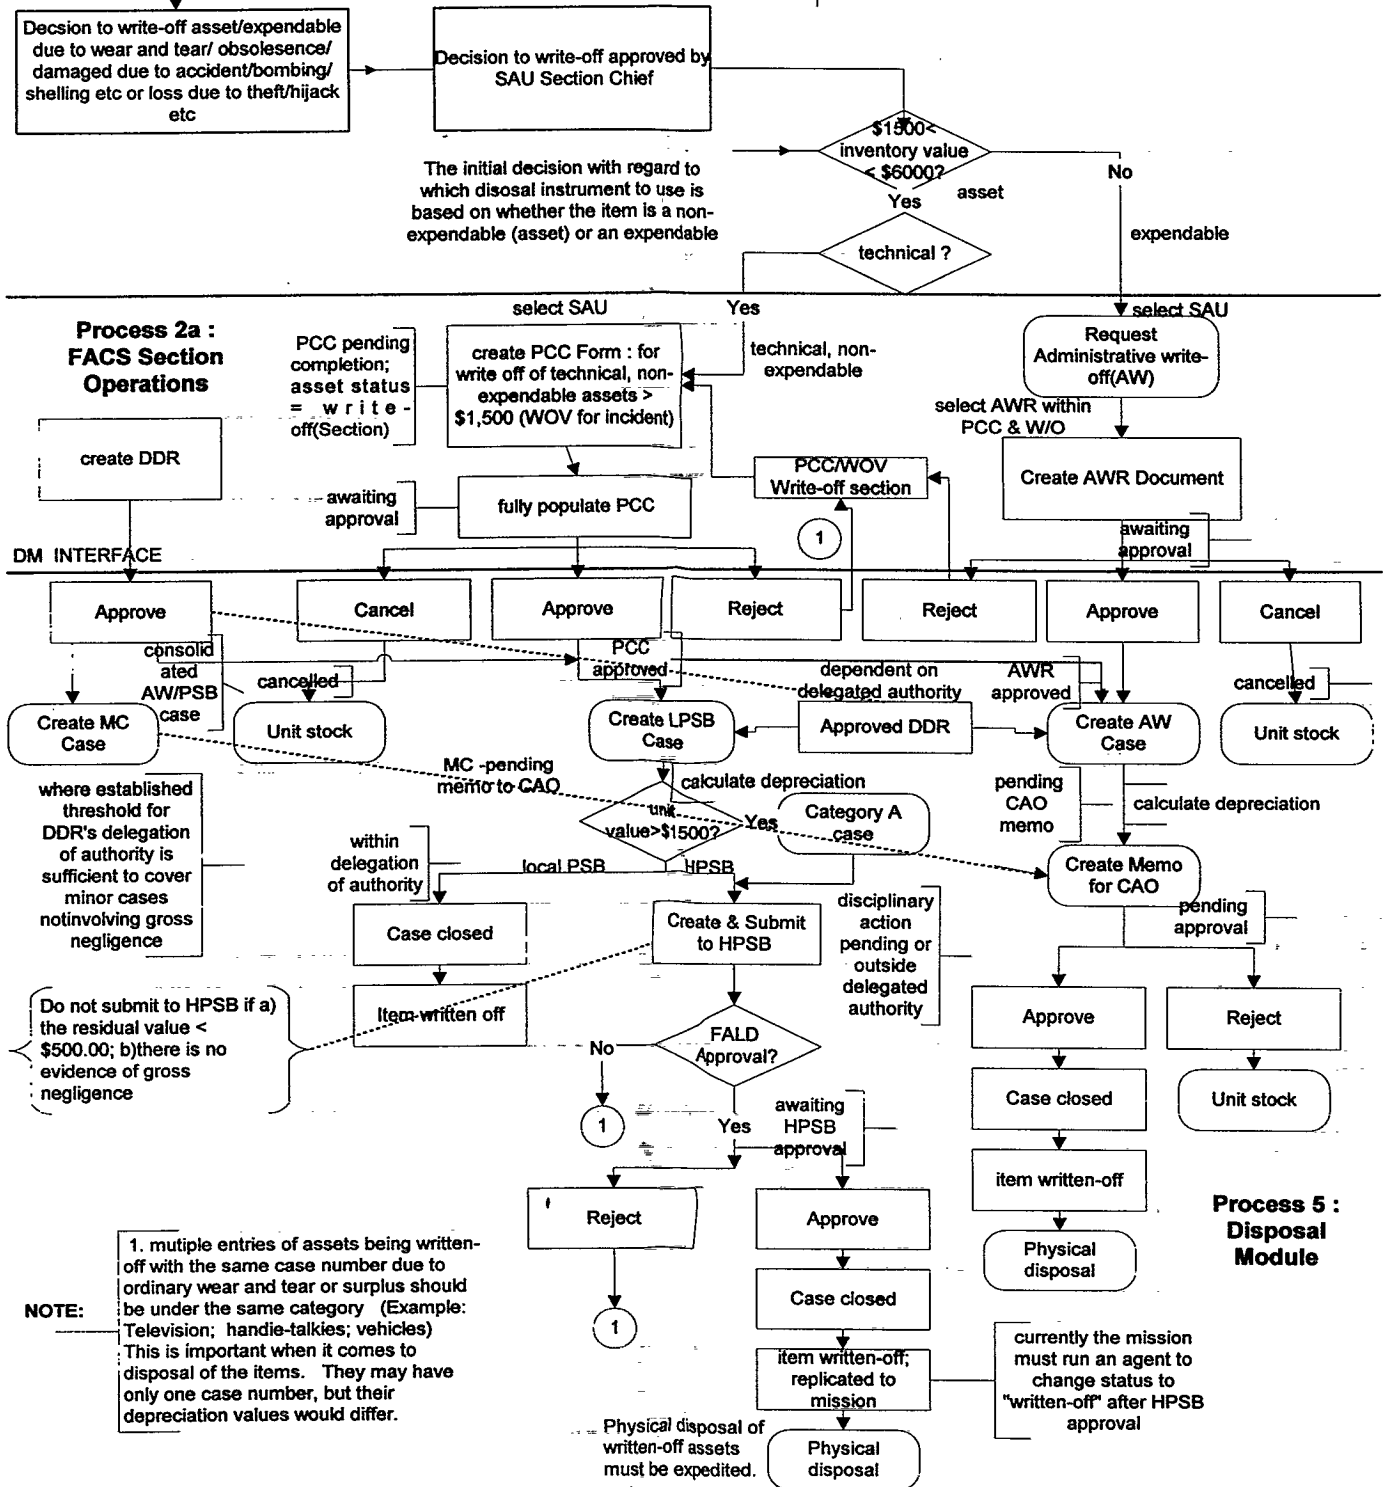 Decsion to write-off asset/expendable
due to wear and tear/ obsolesence/
damaged due to accident/bombing/
shelling etc or loss due to theft/hijack
etc
Decision to write-off approved by
SAU Section Chief
$1500<
inventory value
< $6000?
The initial decision with regard to
which disosal instrument to use is
based on whether the item is a non-
expendable (asset) or an expendable
asset
No
Yes
technical ?
expendable
select SAU
Yes
select SAU
Process 2a :
FACS Section
Operations
PCC pending
completion;
asset status
= write-
off(Section)
create PCC Form : for
write off of technical, non-
expendable assets >
$1,500 (WOV for incident)
technical, non-
expendable
Request
Administrative write-
off(AW)
select AWR within
PCC & W/O
create DDR
awaiting
approval
fully populate PCC
PCC/WOV
Write-off section
1
Create AWR Document
awaiting
approval
DM INTERFACE
Approve
Cancel
Approve
Reject
Reject
Approve
Cancel
consolid
ated
AW/PSB
case
cancelled
PCC
approved
dependent on
delegated authority
AWR
approved
cancelled
Create MC
Case
Unit stock
Create LPSB
Case
Approved DDR
Create AW
Case
Unit stock
MC -pending
memo to CAO
calculate depreciation
pending
CAO
memo
calculate depreciation
where established
threshold for
DDR's delegation
of authority is
sufficient to cover
minor cases
notinvolving gross
negligence
unit
value>$1500?
Yes
Category A
case
within
delegation
of authority
local PSB
HPSB
Create Memo
for CAO
Case closed
Create & Submit
to HPSB
disciplinary
action
pending or
outside
delegated
authority
pending
approval
Do not submit to HPSB if a)
the residual value <
$500.00; b)there is no
evidence of gross
negligence
Item written off
FALD
Approval?
No
Approve
Reject
1
Yes
awaiting
HPSB
approval
Case closed
Unit stock
item written-off
Reject
Approve
Process 5 :
Disposal
Module
Physical
disposal
NOTE:
1. mutiple entries of assets being written-
off with the same case number due to
ordinary wear and tear or surplus should
be under the same category (Example:
Television; handie-talkies; vehicles)
This is important when it comes to
disposal of the items. They may have
only one case number, but their
depreciation values would differ.
1
Case closed
item written-off;
replicated to
mission
currently the mission
must run an agent to
change status to
"written-off" after HPSB
approval
Physical disposal of
written-off assets
must be expedited.
Physical
disposal